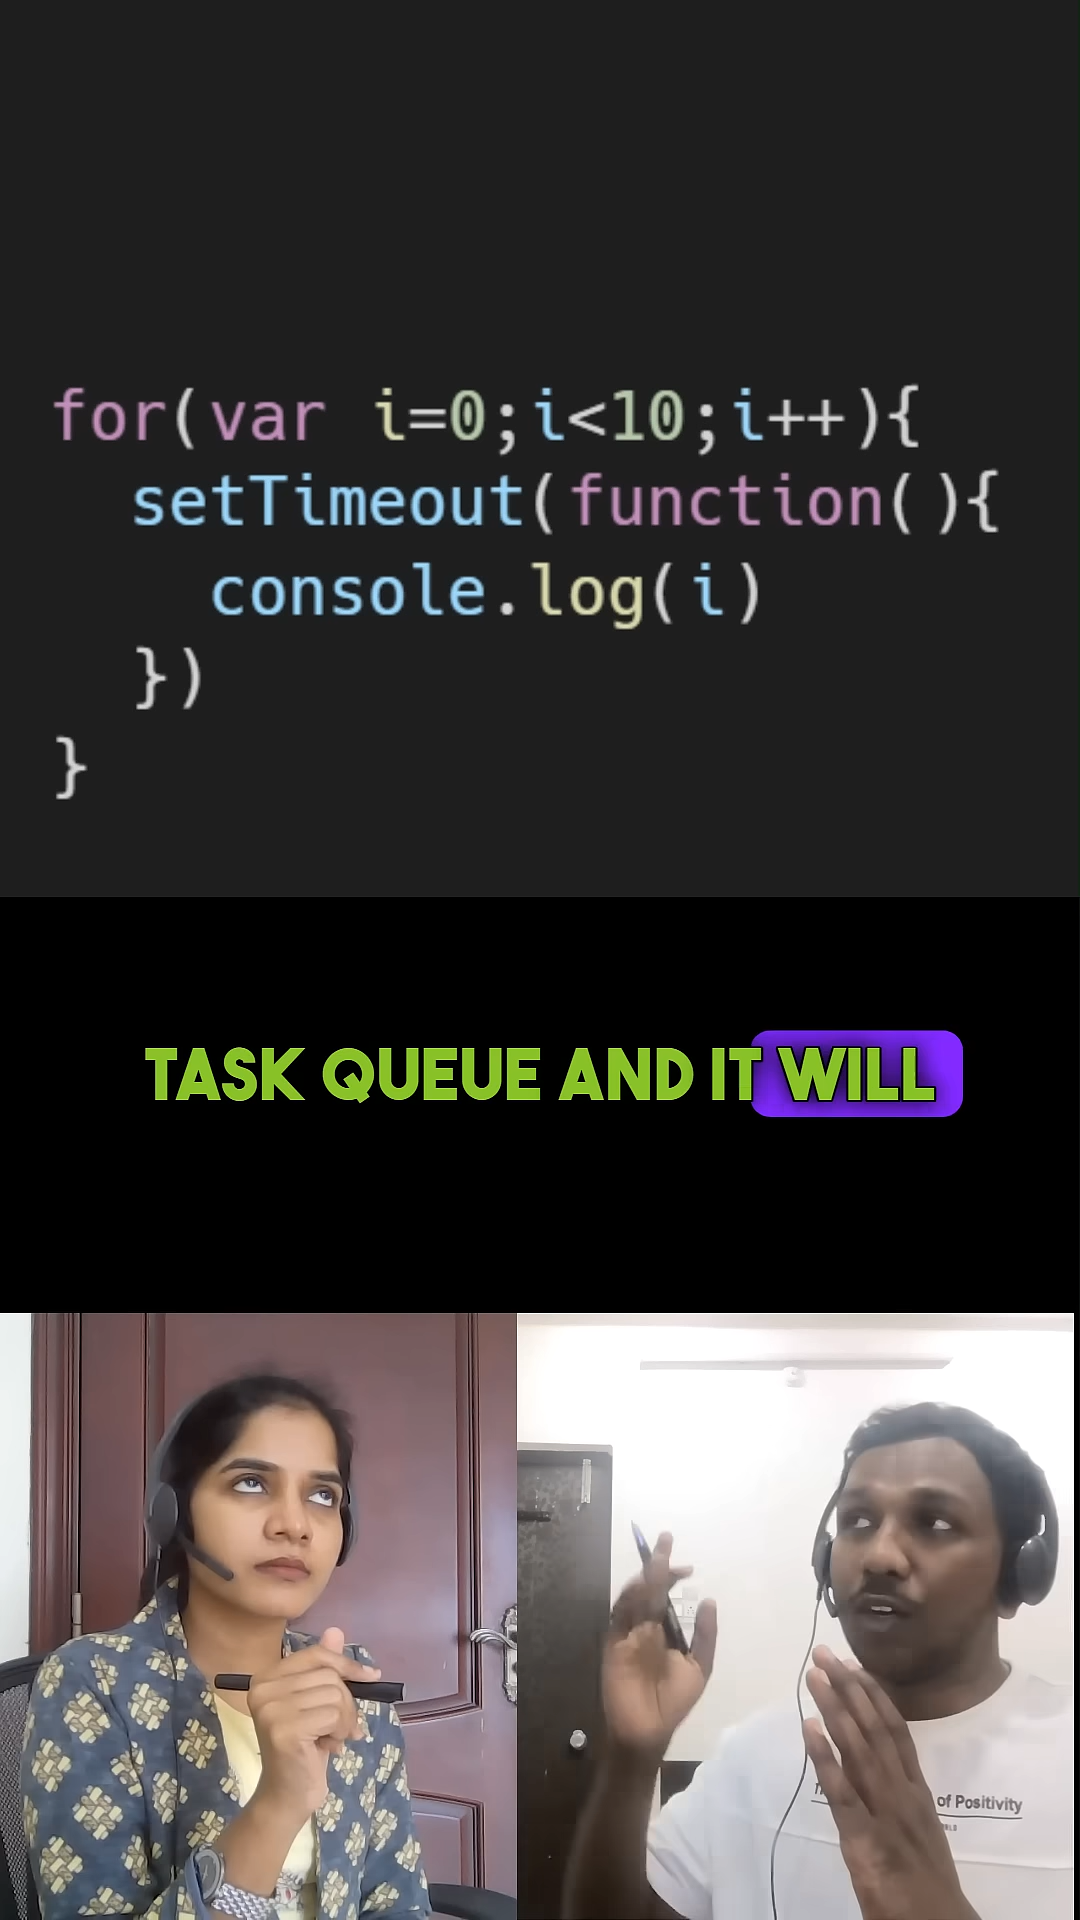 for(var i=0;i<10;i++){
  setTimeout(function(){
    console.log(i)
  })
}
TASK QUEUE AND IT WILL
of Positivity